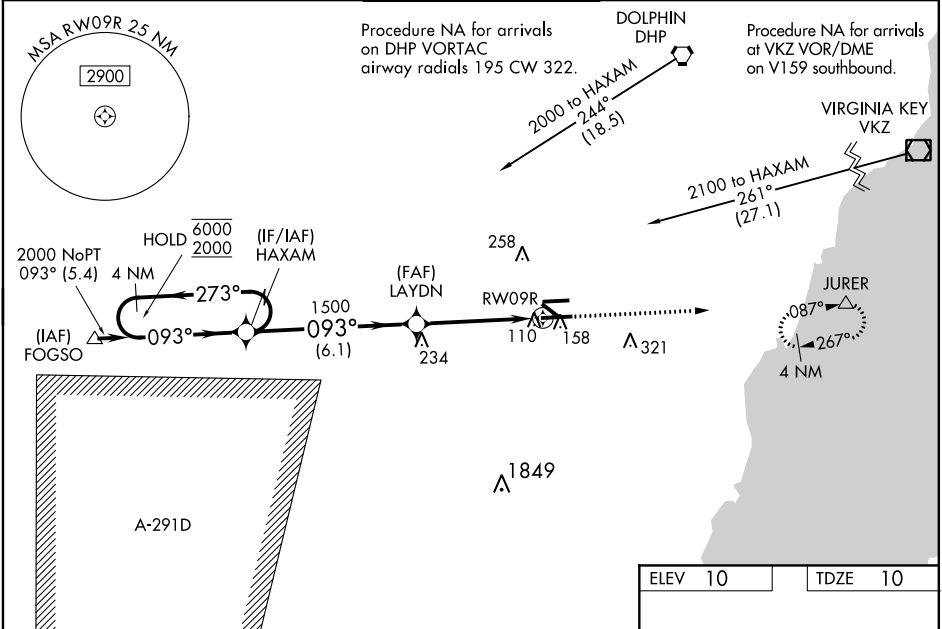 MSA RW09R 25 NM
2900
Procedure NA for arrivals
on DHP VORTAC
airway radials 195 CW 322.
DOLPHIN
DHP
Procedure NA for arrivals
at VKZ VOR/DME
on V159 southbound.
2000 to HAXAM
244°
(18.5)
VIRGINIA KEY
VKZ
2100 to HAXAM
261°
(27.1)
2000 NoPT
093° (5.4)
4 NM
HOLD
6000
2000
(IF/IAF)
HAXAM
273°
093°
(IAF)
FOGSO
1500
093°
(6.1)
(FAF)
LAYDN
234
258
RW09R
110
158
321
JURER
087°
267°
4 NM
1849
A-291D
ELEV 10
TDZE 10